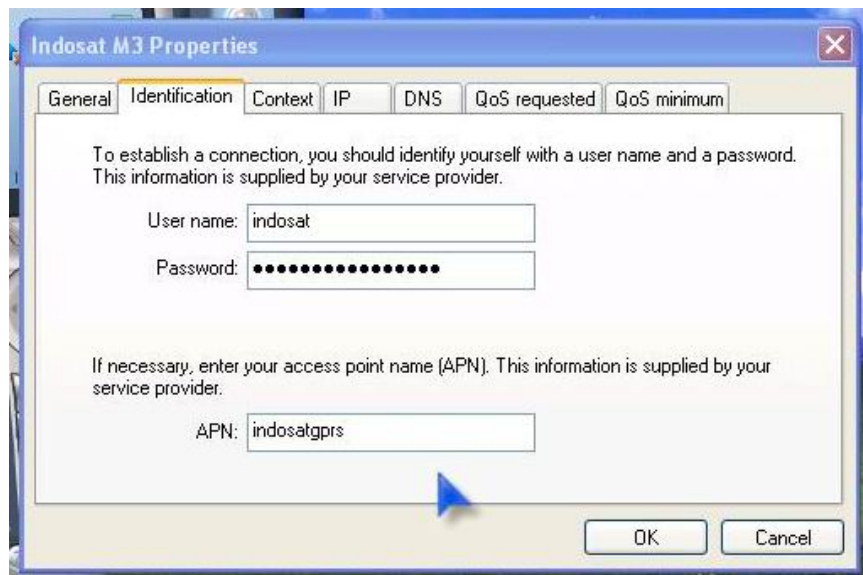 Indosat M3 Properties
General Identification Context IP DNS QoS requested QoS minimum
To establish a connection, you should identify yourself with a user name and a password.
This information is supplied by your service provider.
User name: indosat
Password: ●●●●●●●●●●●●●●●●
If necessary, enter your access point name (APN). This information is supplied by your
service provider.
APN: indosatgprs
OK Cancel